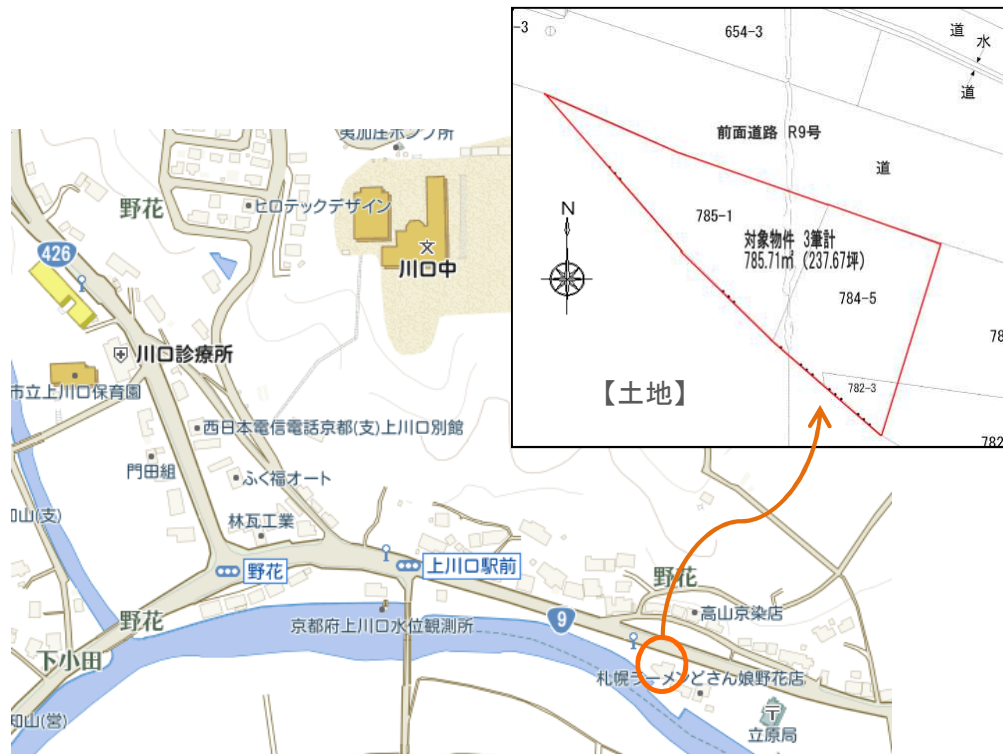 -3
654-3
道
水
道
前面道路 R9号
道
785-1
対象物件 3筆計
785.71㎡ (237.67坪)
784-5
N
78
782-3
782
【土地】
夷加庄ポンプ所
野花
ヒロテックデザイン
426
川口中
川口診療所
市立上川口保育園
西日本電信電話京都(支)上川口別館
門田組
ふく福オート
知山(支)
林瓦工業
野花
上川口駅前
野花
9
高山京染店
野花
京都府上川口水位観測所
下小田
札幌ラーメンどさん娘野花店
知山(営)
立原局